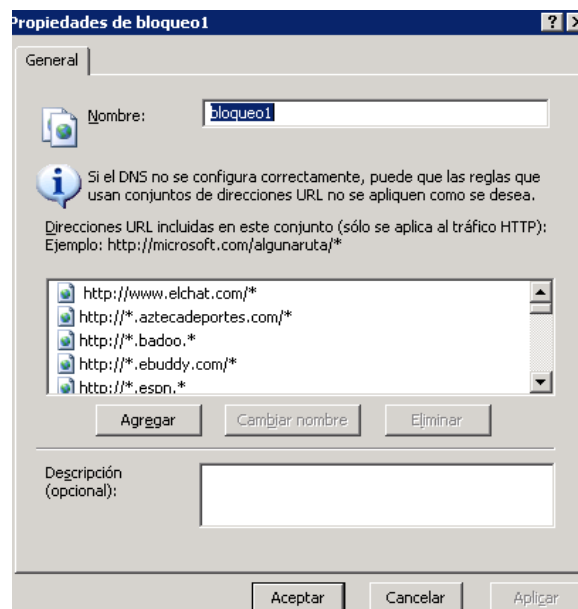 Propiedades de bloqueo1
General
Nombre:
bloqueo1
Si el DNS no se configura correctamente, puede que las reglas que
usan conjuntos de direcciones URL no se apliquen como se desea.
Direcciones URL incluidas en este conjunto (sólo se aplica al tráfico HTTP):
Ejemplo: http://microsoft.com/algunaruta/*
http://www.elchat.com/*
http://*.aztecadeportes.com/*
http://*.badoo.*
http://*.ebuddy.com/*
http://*.espn.*
Agregar
Cambiar nombre
Eliminar
Descripción
(opcional):
Aceptar
Cancelar
Aplicar